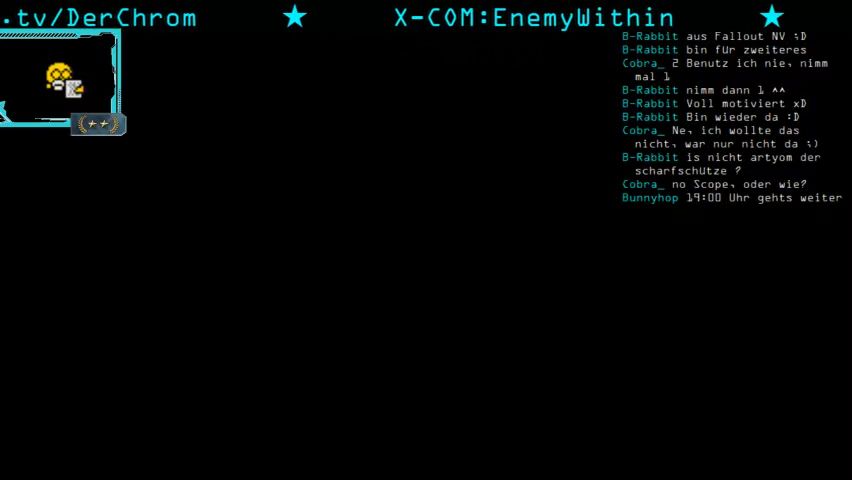 .tv/DerChrom ★ X-COM:EnemyWithin ★
B-Rabbit aus Fallout NV ;D
B-Rabbit bin für zweiteres
Cobra_ 2 Benutz ich nie, nimm
mal 1
B-Rabbit nimm dann 1 ^^
B-Rabbit Voll motiviert xD
B-Rabbit Bin wieder da :D
Cobra_ Ne, ich wollte das
nicht, war nur nicht da ;)
B-Rabbit is nicht artyom der
scharfschütze ?
Cobra_ no Scope, oder wie?
Bunnyhop 19:00 Uhr gehts weiter